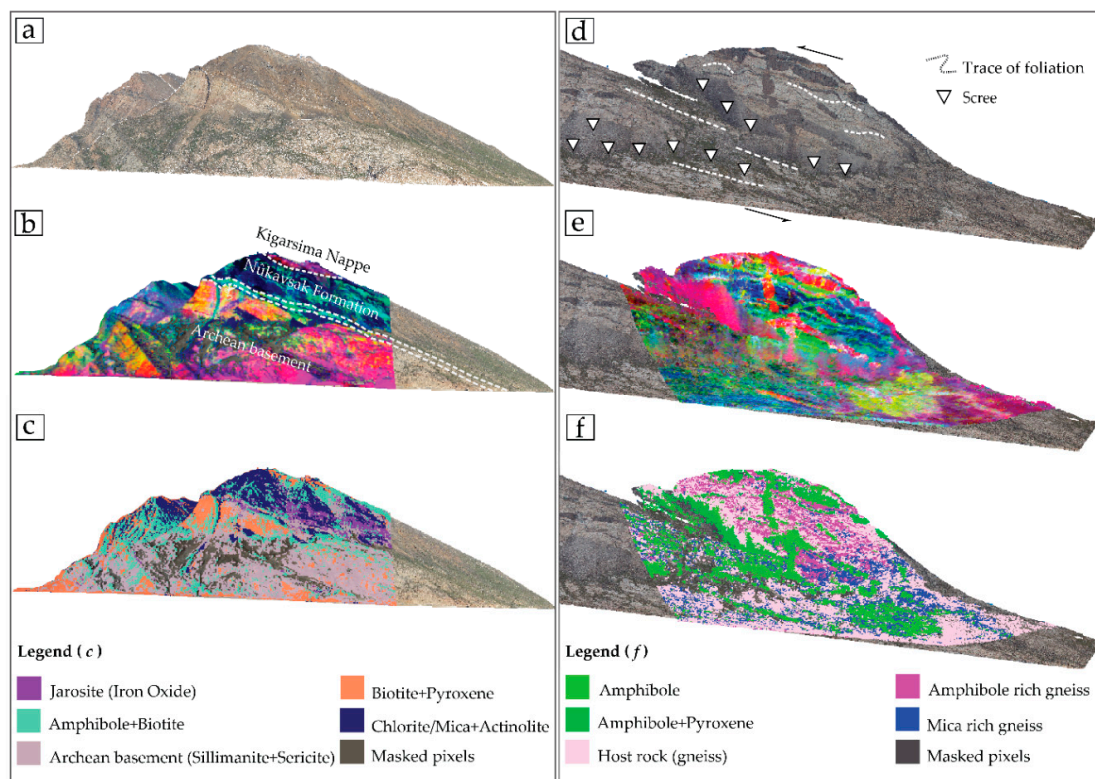 a
b
Kigarsima Nappe
Nûkavsak Formation
Archean basement
c
Legend (c)
Jarosite (Iron Oxide)
Amphibole+Biotite
Archean basement (Sillimanite+Sericite)
Biotite+Pyroxene
Chlorite/Mica+Actinolite
Masked pixels
d
Trace of foliation
Scree
e
f
Legend (f)
Amphibole
Amphibole+Pyroxene
Host rock (gneiss)
Amphibole rich gneiss
Mica rich gneiss
Masked pixels